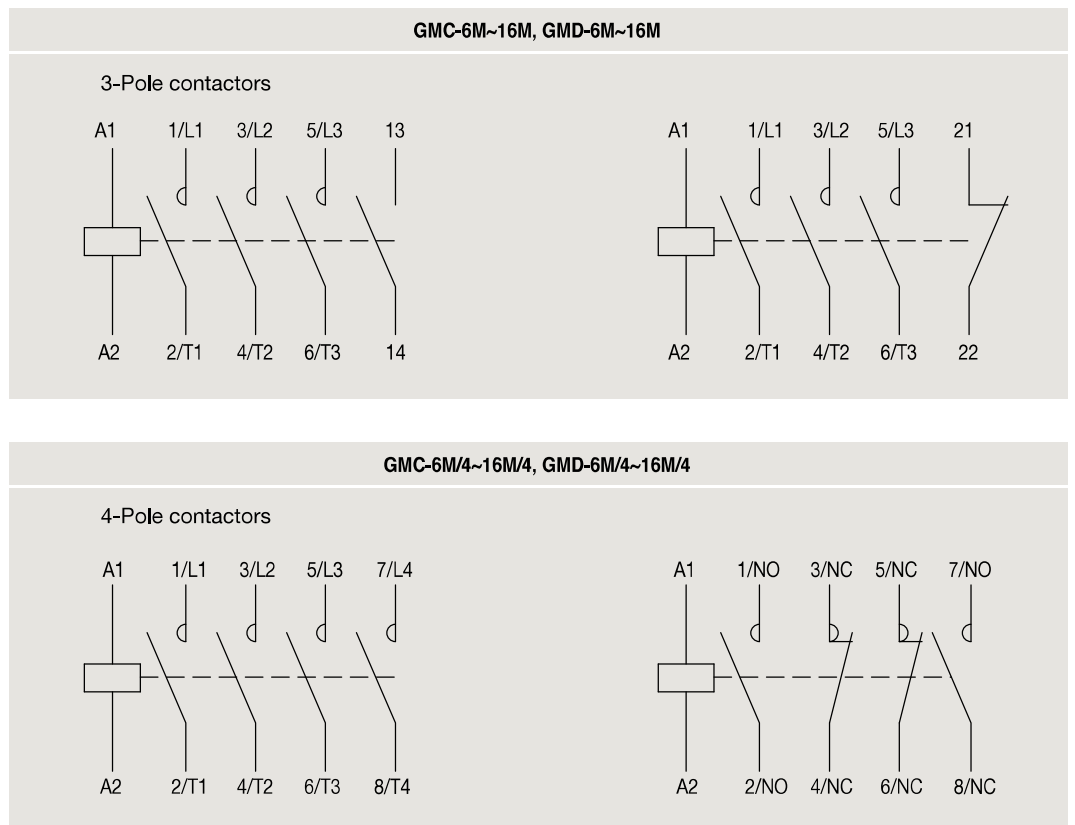 GMC-6M~16M, GMD-6M~16M
3-Pole contactors
A1 1/L1 3/L2 5/L3 13
A2 2/T1 4/T2 6/T3 14
A1 1/L1 3/L2 5/L3 21
A2 2/T1 4/T2 6/T3 22
GMC-6M/4~16M/4, GMD-6M/4~16M/4
4-Pole contactors
A1 1/L1 3/L2 5/L3 7/L4
A2 2/T1 4/T2 6/T3 8/T4
A1 1/NO 3/NC 5/NC 7/NO
A2 2/NO 4/NC 6/NC 8/NC